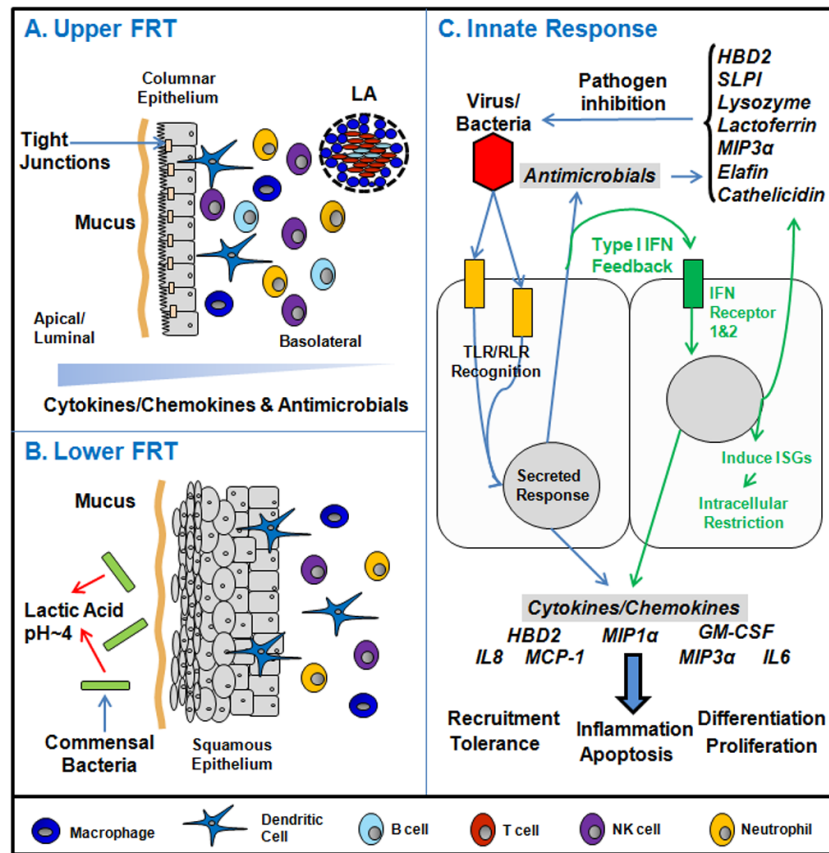 A. Upper FRT
Columnar
Epithelium
LA
Tight
Junctions
Mucus
Apical/
Luminal
Basolateral
Cytokines/Chemokines & Antimicrobials
B. Lower FRT
Mucus
Lactic Acid
pH~4
Commensal
Bacteria
Squamous
Epithelium
C. Innate Response
Virus/
Bacteria
Pathogen
inhibition
HBD2
SLPI
Lysozyme
Lactoferrin
MIP3α
Elafin
Cathelicidin
Antimicrobials
Type I IFN
Feedback
IFN
Receptor
1&2
TLR/RLR
Recognition
Secreted
Response
Induce ISGs
Intracellular
Restriction
Cytokines/Chemokines
HBD2 MIP1α GM-CSF
IL8 MCP-1 MIP3α IL6
Recruitment
Tolerance
Inflammation
Apoptosis
Differentiation
Proliferation
Macrophage
Dendritic
Cell
B cell
T cell
NK cell
Neutrophil